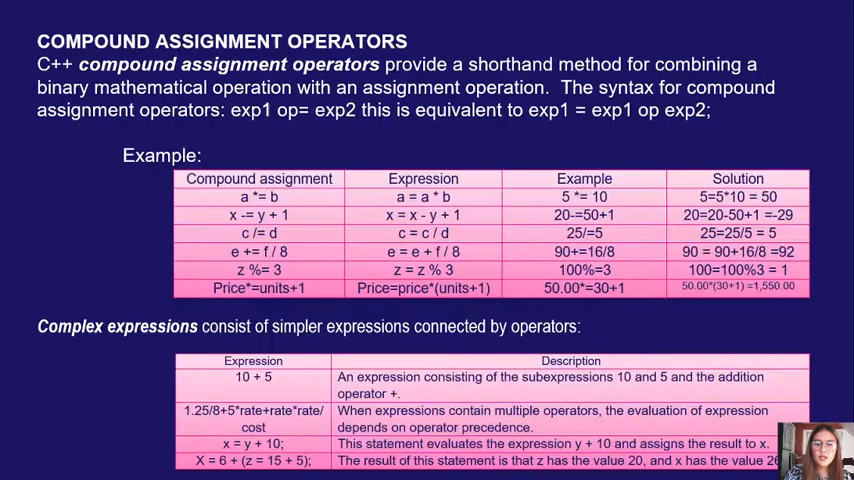 COMPOUND ASSIGNMENT OPERATORS
C++ compound assignment operators provide a shorthand method for combining a
binary mathematical operation with an assignment operation. The syntax for compound
assignment operators: exp1 op= exp2 this is equivalent to exp1 = exp1 op exp2;
Example:
Compound assignment Expression Example Solution
a *= b a = a * b 5 *= 10 5=5*10 = 50
x -= y + 1 x = x - y + 1 20-=50+1 20=20-50+1 =-29
c /= d c = c / d 25/=5 25=25/5 = 5
e += f / 8 e = e + f / 8 90+=16/8 90 = 90+16/8 =92
z %= 3 z = z % 3 100%=3 100=100%3 = 1
Price*=units+1 Price=price*(units+1) 50.00*=30+1 50.00*(30+1) =1,550.00
Complex expressions consist of simpler expressions connected by operators:
Expression Description
10 + 5 An expression consisting of the subexpressions 10 and 5 and the addition
operator +.
1.25/8+5*rate+rate*rate/ When expressions contain multiple operators, the evaluation of expression
cost depends on operator precedence.
x = y + 10; This statement evaluates the expression y + 10 and assigns the result to x.
X = 6 + (z = 15 + 5); The result of this statement is that z has the value 20, and x has the value